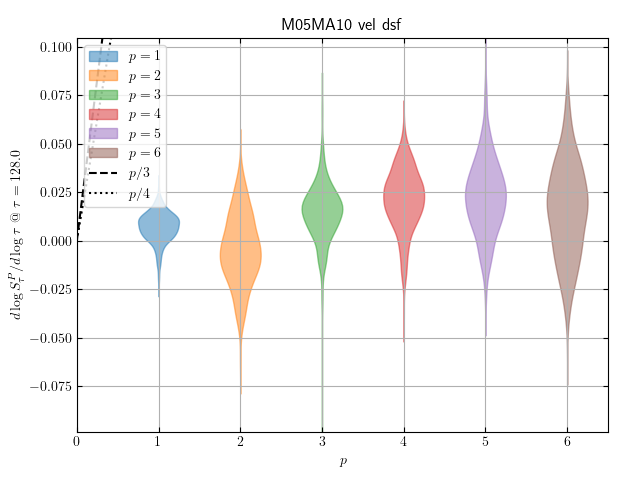 M05MA10 vel dsf
d log S_τ^P / d log τ @ τ = 128.0
0.100
0.075
0.050
0.025
0.000
−0.025
−0.050
−0.075
p = 1
p = 2
p = 3
p = 4
p = 5
p = 6
p/3
p/4
0 1 2 3 4 5 6
p